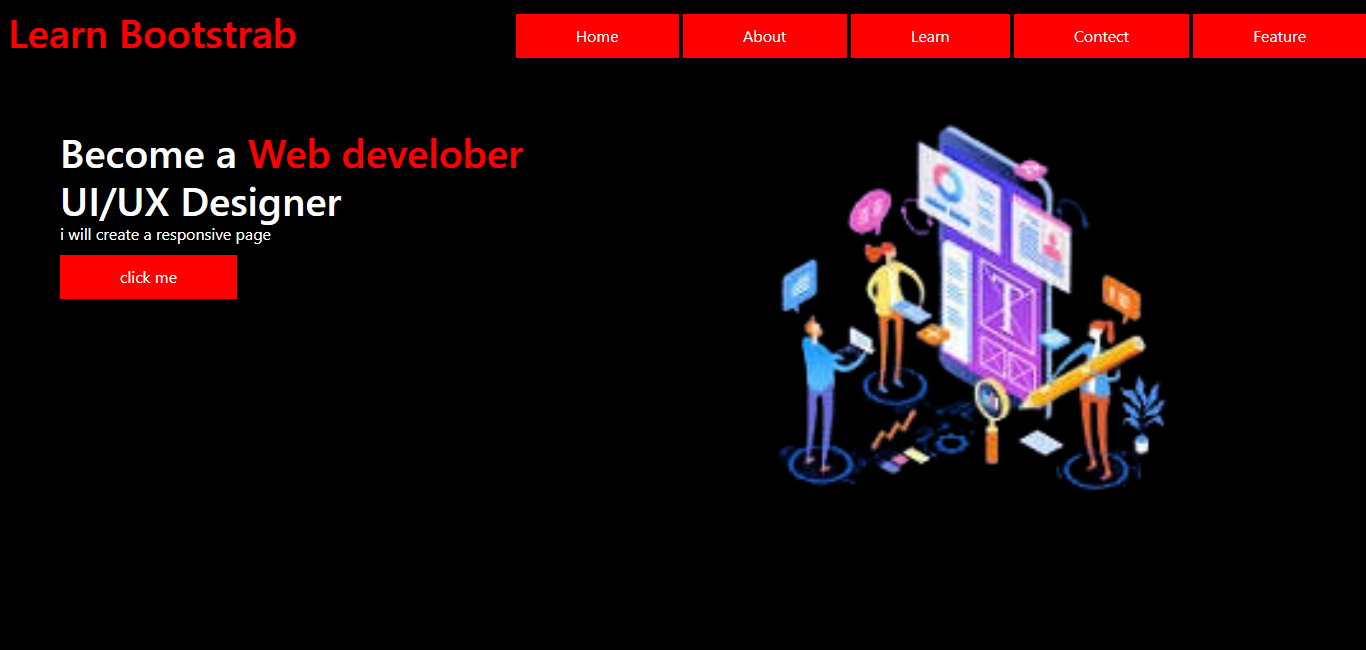 Learn Bootstrab
Home About Learn Contect Feature
Become a Web develober
UI/UX Designer
i will create a responsive page
click me
T